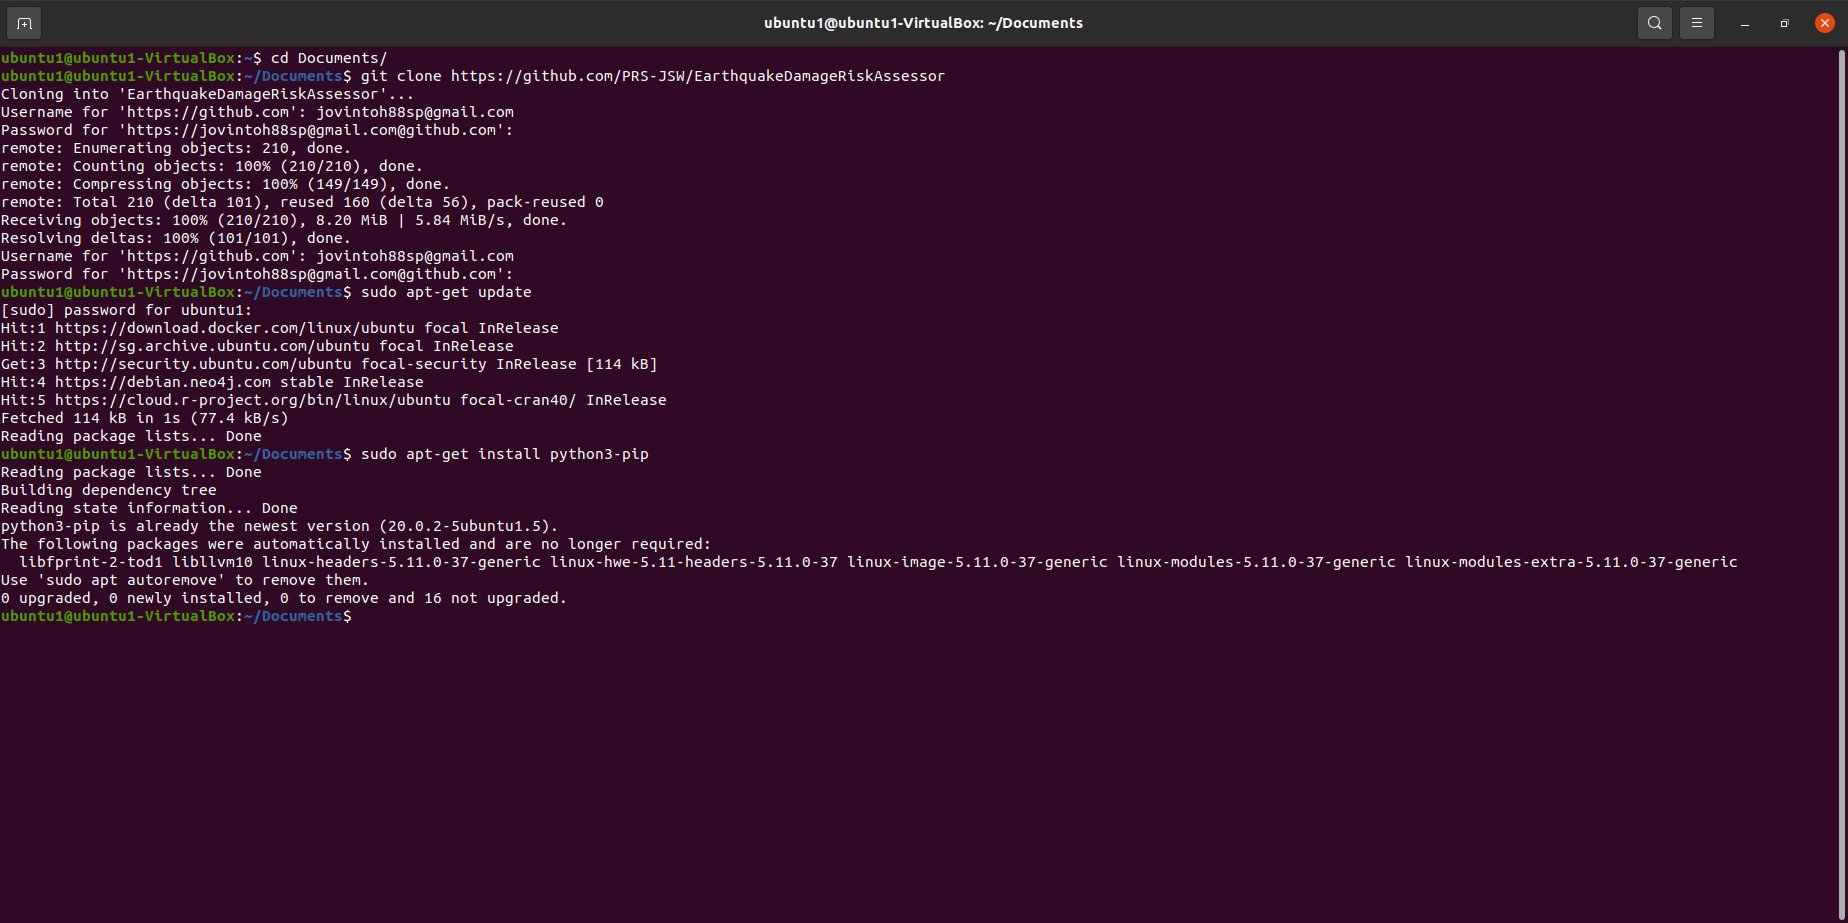 ubuntu1@ubuntu1-VirtualBox: ~/Documents
ubuntu1@ubuntu1-VirtualBox:~$ cd Documents/
ubuntu1@ubuntu1-VirtualBox:~/Documents$ git clone https://github.com/PRS-JSW/EarthquakeDamageRiskAssessor
Cloning into 'EarthquakeDamageRiskAssessor'...
Username for 'https://github.com': jovintoh88sp@gmail.com
Password for 'https://jovintoh88sp@gmail.com@github.com':
remote: Enumerating objects: 210, done.
remote: Counting objects: 100% (210/210), done.
remote: Compressing objects: 100% (149/149), done.
remote: Total 210 (delta 101), reused 160 (delta 56), pack-reused 0
Receiving objects: 100% (210/210), 8.20 MiB | 5.84 MiB/s, done.
Resolving deltas: 100% (101/101), done.
Username for 'https://github.com': jovintoh88sp@gmail.com
Password for 'https://jovintoh88sp@gmail.com@github.com':
ubuntu1@ubuntu1-VirtualBox:~/Documents$ sudo apt-get update
[sudo] password for ubuntu1:
Hit:1 https://download.docker.com/linux/ubuntu focal InRelease
Hit:2 http://sg.archive.ubuntu.com/ubuntu focal InRelease
Get:3 http://security.ubuntu.com/ubuntu focal-security InRelease [114 kB]
Hit:4 https://debian.neo4j.com stable InRelease
Hit:5 https://cloud.r-project.org/bin/linux/ubuntu focal-cran40/ InRelease
Fetched 114 kB in 1s (77.4 kB/s)
Reading package lists... Done
ubuntu1@ubuntu1-VirtualBox:~/Documents$ sudo apt-get install python3-pip
Reading package lists... Done
Building dependency tree
Reading state information... Done
python3-pip is already the newest version (20.0.2-5ubuntu1.5).
The following packages were automatically installed and are no longer required:
  libfprint-2-tod1 libllvm10 linux-headers-5.11.0-37-generic linux-hwe-5.11-headers-5.11.0-37 linux-image-5.11.0-37-generic linux-modules-5.11.0-37-generic linux-modules-extra-5.11.0-37-generic
Use 'sudo apt autoremove' to remove them.
0 upgraded, 0 newly installed, 0 to remove and 16 not upgraded.
ubuntu1@ubuntu1-VirtualBox:~/Documents$